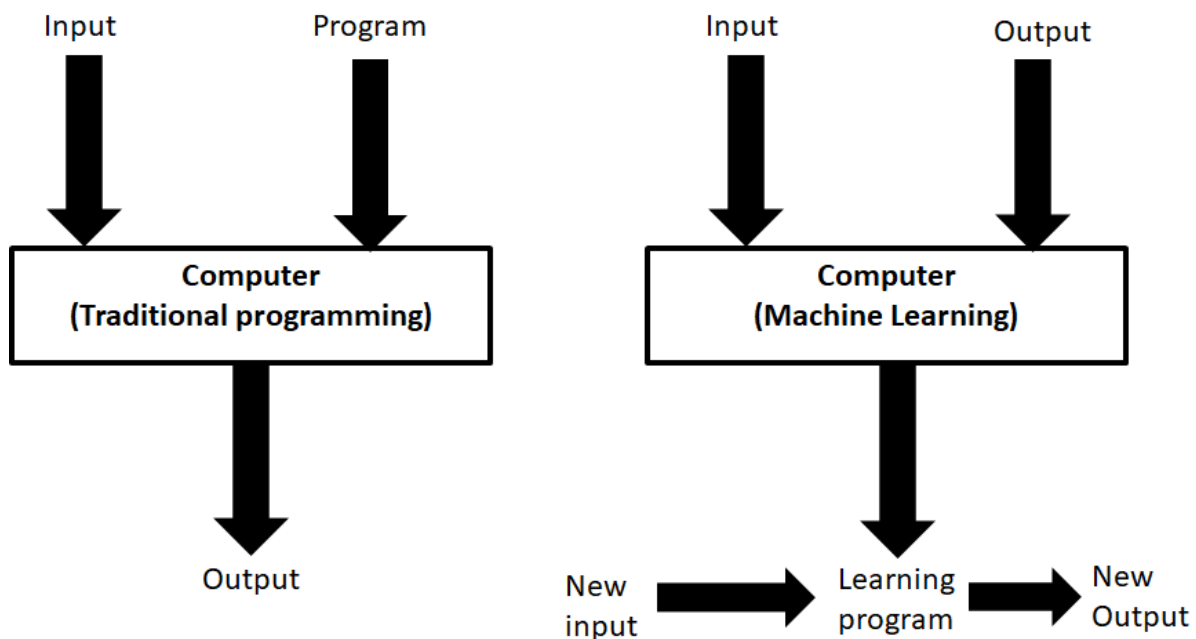 Input
Program
Computer
(Traditional programming)
Output
Input
Output
Computer
(Machine Learning)
New
input
Learning
program
New
Output